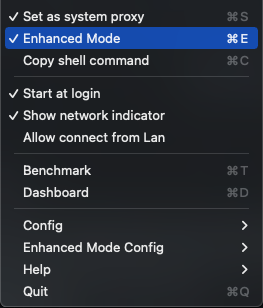 ✓ Set as system proxy ⌘S
✓ Enhanced Mode ⌘E
Copy shell command ⌘C
✓ Start at login
✓ Show network indicator
Allow connect from Lan
Benchmark ⌘T
Dashboard ⌘D
Config >
Enhanced Mode Config >
Help >
Quit ⌘Q